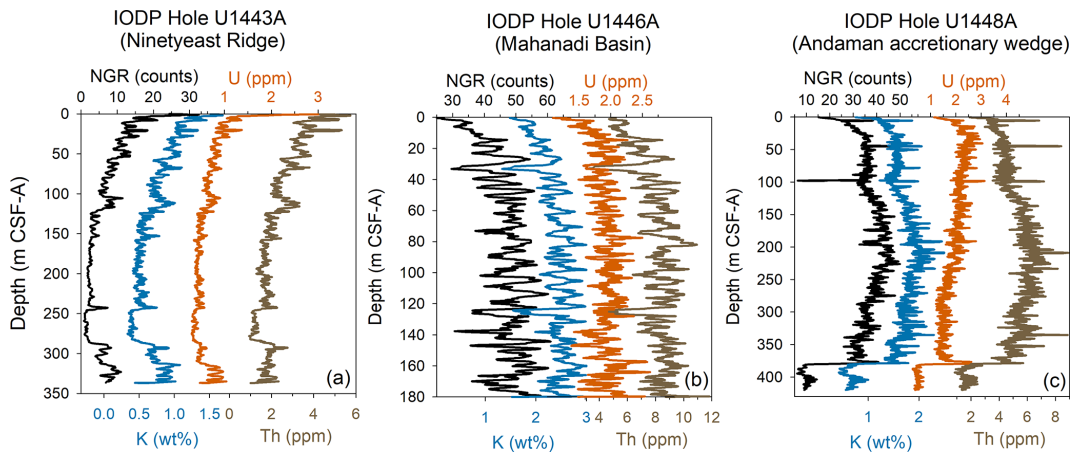 IODP Hole U1443A
(Ninetyeast Ridge)
NGR (counts) U (ppm)
0 10 20 30 1 2 3
Depth (m CSF-A)
0
50
100
150
200
250
300
350
(a)
0.0 0.5 1.0 1.5 0 2 4 6
K (wt%) Th (ppm)
IODP Hole U1446A
(Mahanadi Basin)
NGR (counts) U (ppm)
30 40 50 60 1.5 2.0 2.5
Depth (m CSF-A)
0
20
40
60
80
100
120
140
160
180
(b)
1 2 3 4 6 8 10 12
K (wt%) Th (ppm)
IODP Hole U1448A
(Andaman accretionary wedge)
NGR (counts) U (ppm)
10 30 40 50 1 2 3 4
Depth (m CSF-A)
0
50
100
150
200
250
300
350
400
(c)
1 2 2 4 6 8
K (wt%) Th (ppm)